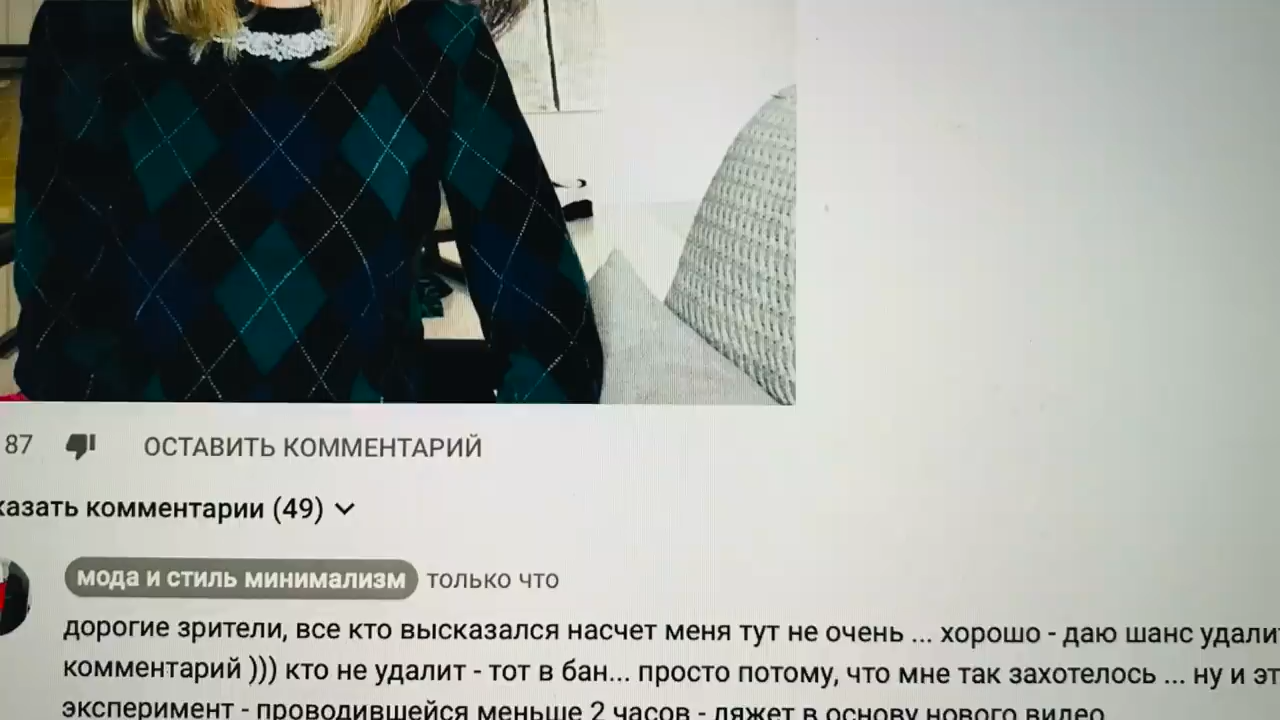 87
ОСТАВИТЬ КОММЕНТАРИЙ
казать комментарии (49)
мода и стиль минимализм только что
дорогие зрители, все кто высказался насчет меня тут не очень ... хорошо - даю шанс удали
комментарий ))) кто не удалит - тот в бан... просто потому, что мне так захотелось ... ну и эт
эксперимент - проводившейся меньше 2 часов - ляжет в основу нового видео